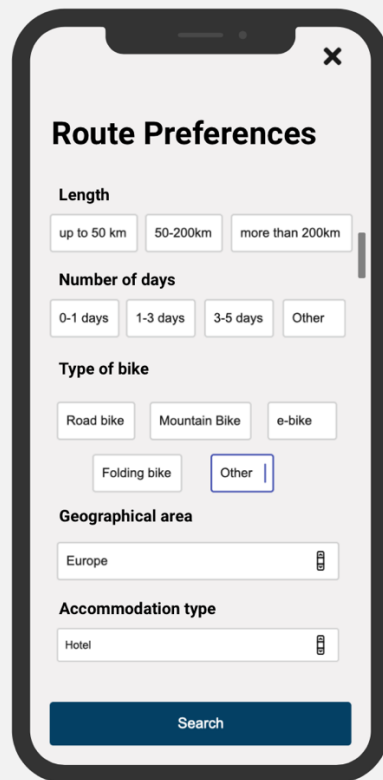 Route Preferences
Length
up to 50 km 50-200km more than 200km
Number of days
0-1 days 1-3 days 3-5 days Other
Type of bike
Road bike Mountain Bike e-bike
Folding bike Other
Geographical area
Europe
Accommodation type
Hotel
Search